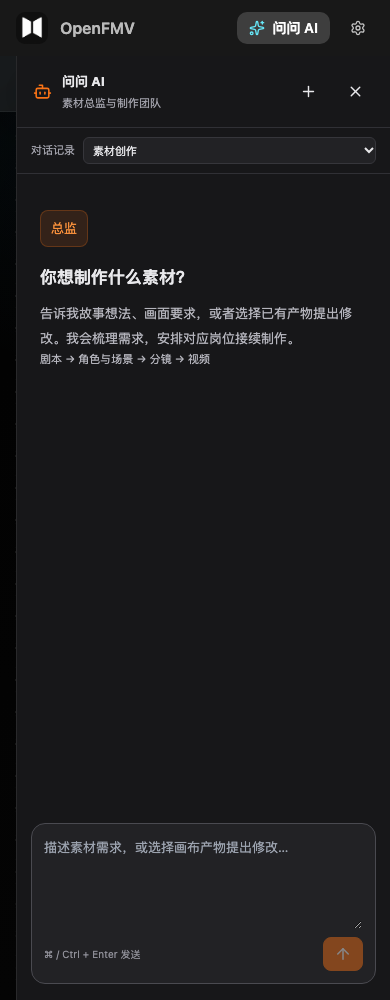 OpenFMV
问问 AI
问问 AI
素材总监与制作团队
对话记录
素材创作
总监
你想制作什么素材?
告诉我故事想法、画面要求，或者选择已有产物提出修
改。我会梳理需求，安排对应岗位接续制作。
剧本 → 角色与场景 → 分镜 → 视频
描述素材需求，或选择画布产物提出修改...
⌘ / Ctrl + Enter 发送